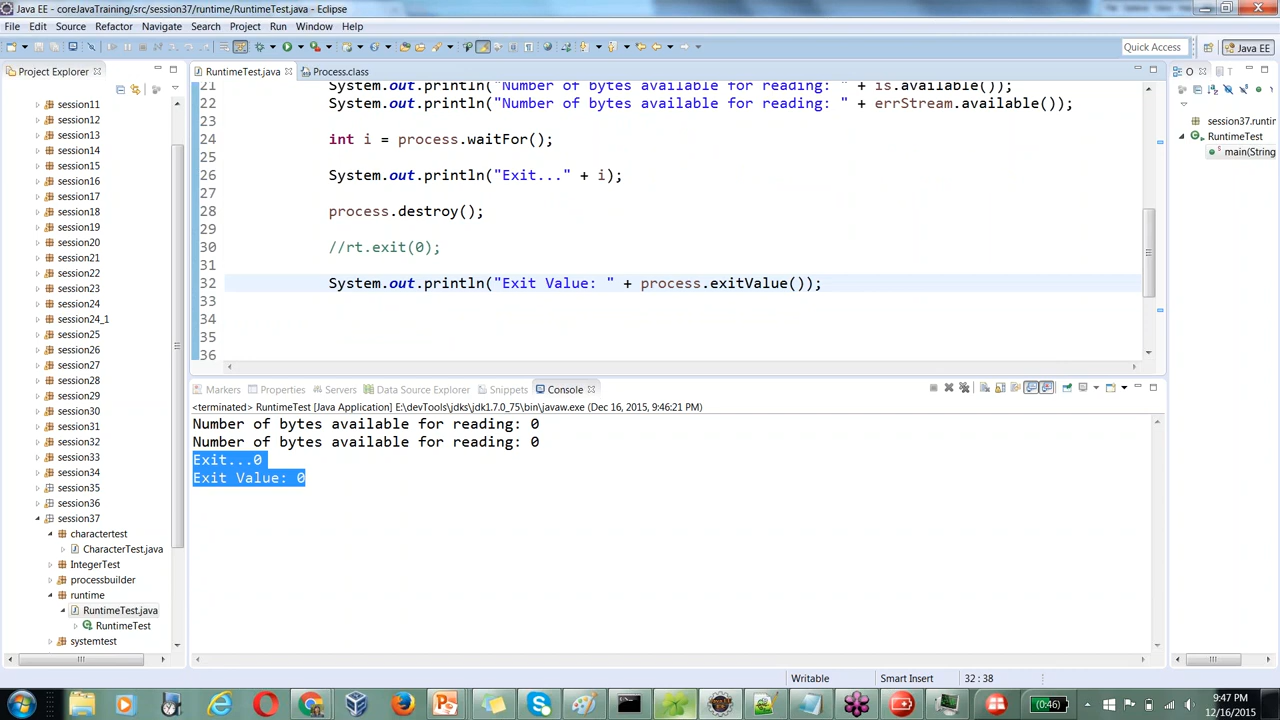 Java EE - coreJavaTraining/src/session37/runtime/RuntimeTest.java - Eclipse
File Edit Source Refactor Navigate Search Project Run Window Help
Quick Access
Java EE
Project Explorer
RuntimeTest.java
Process.class
O
T
session11
session12
session13
session14
session15
session16
session17
session18
session19
session20
session21
session22
session23
session24
session24_1
session25
session26
session27
session28
session29
session30
session31
session32
session33
session34
session35
session36
session37
charactertest
CharacterTest.java
IntegerTest
processbuilder
runtime
RuntimeTest.java
RuntimeTest
systemtest
21 System.out.println("Number of bytes available for reading: " + is.available());
22 System.out.println("Number of bytes available for reading: " + errStream.available());
23
24 int i = process.waitFor();
25
26 System.out.println("Exit..." + i);
27
28 process.destroy();
29
30 //rt.exit(0);
31
32 System.out.println("Exit Value: " + process.exitValue());
33
34
35
36
session37.runtin
RuntimeTest
main(String
Markers Properties Servers Data Source Explorer Snippets Console
<terminated> RuntimeTest [Java Application] E:\devTools\jdks\jdk1.7.0_75\bin\javaw.exe (Dec 16, 2015, 9:46:21 PM)
Number of bytes available for reading: 0
Number of bytes available for reading: 0
Exit...0
Exit Value: 0
Writable Smart Insert 32 : 38
(0:46)
9:47 PM
12/16/2015